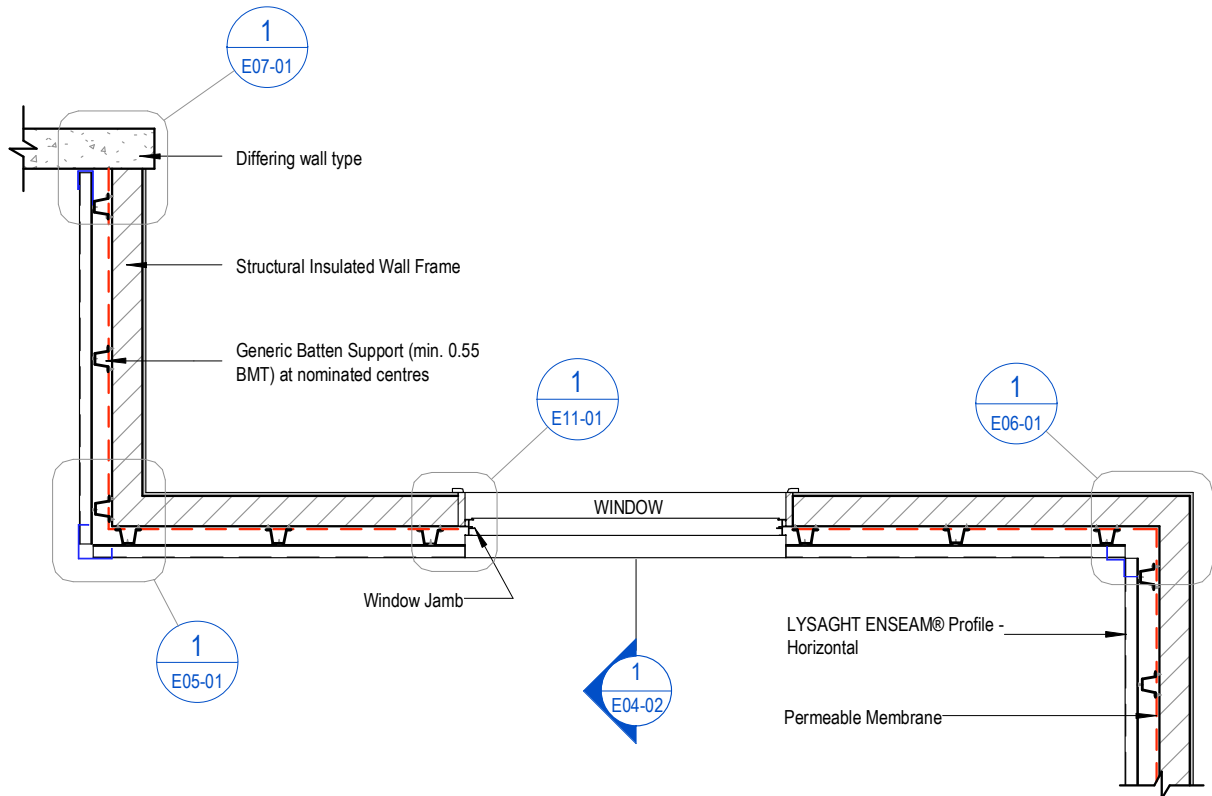 1
E07-01
Differing wall type
Structural Insulated Wall Frame
Generic Batten Support (min. 0.55
BMT) at nominated centres
1
E11-01
1
E06-01
WINDOW
Window Jamb
LYSAGHT ENSEAM® Profile -
Horizontal
1
E05-01
1
E04-02
Permeable Membrane